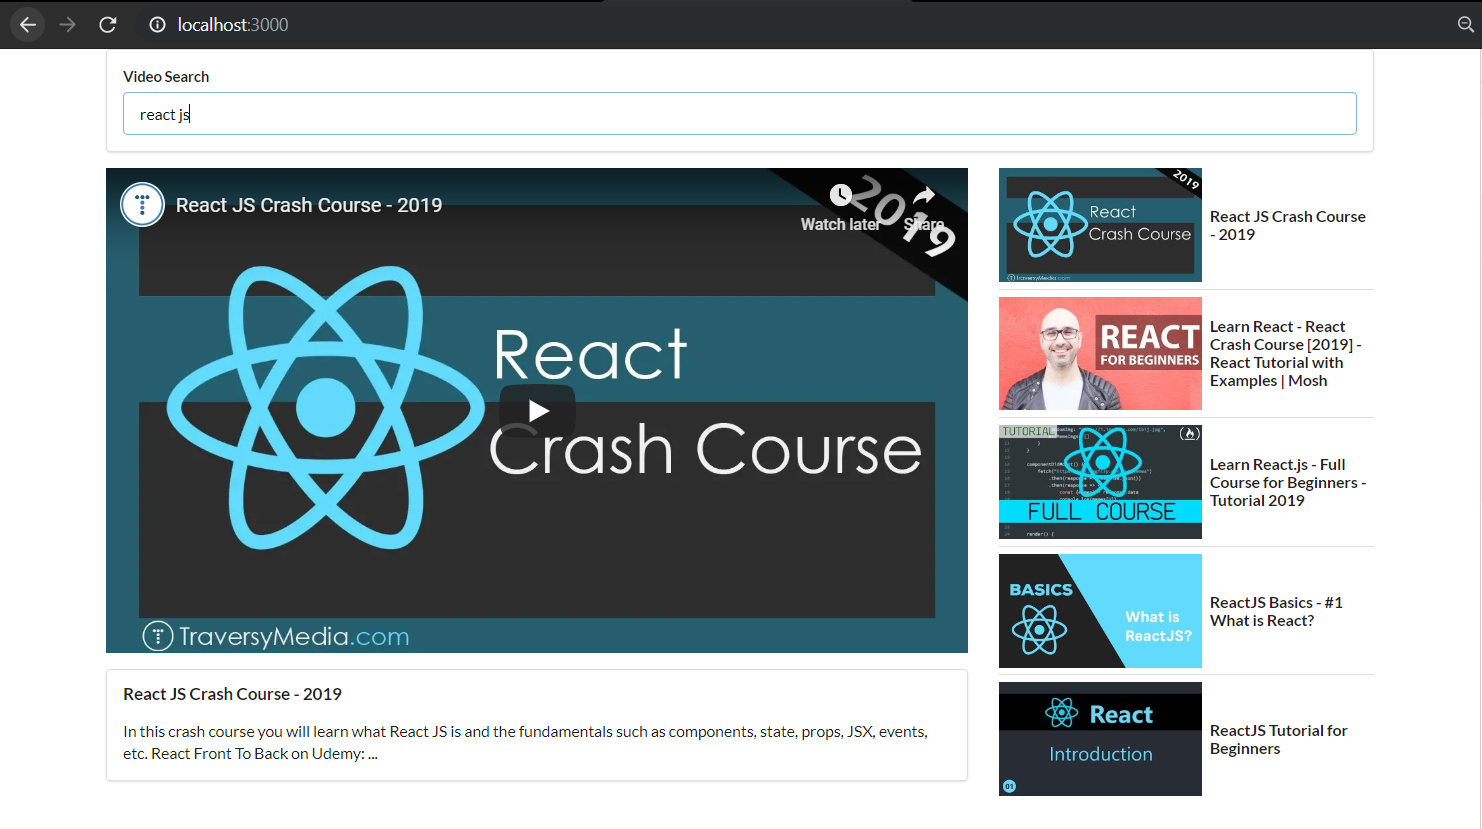 localhost:3000
Video Search
react js
React JS Crash Course - 2019
Watch later
Share
2019
React
Crash Course
TraversyMedia.com
React JS Crash Course - 2019
In this crash course you will learn what React JS is and the fundamentals such as components, state, props, JSX, events,
etc. React Front To Back on Udemy: ...
2019
React
Crash Course
TraversyMedia.com
React JS Crash Course
- 2019
REACT
FOR BEGINNERS
Learn React - React
Crash Course [2019] -
React Tutorial with
Examples | Mosh
TUTORIAL
FULL COURSE
render() {
Learn React.js - Full
Course for Beginners -
Tutorial 2019
BASICS
What is
ReactJS?
ReactJS Basics - #1
What is React?
React
Introduction
01
ReactJS Tutorial for
Beginners